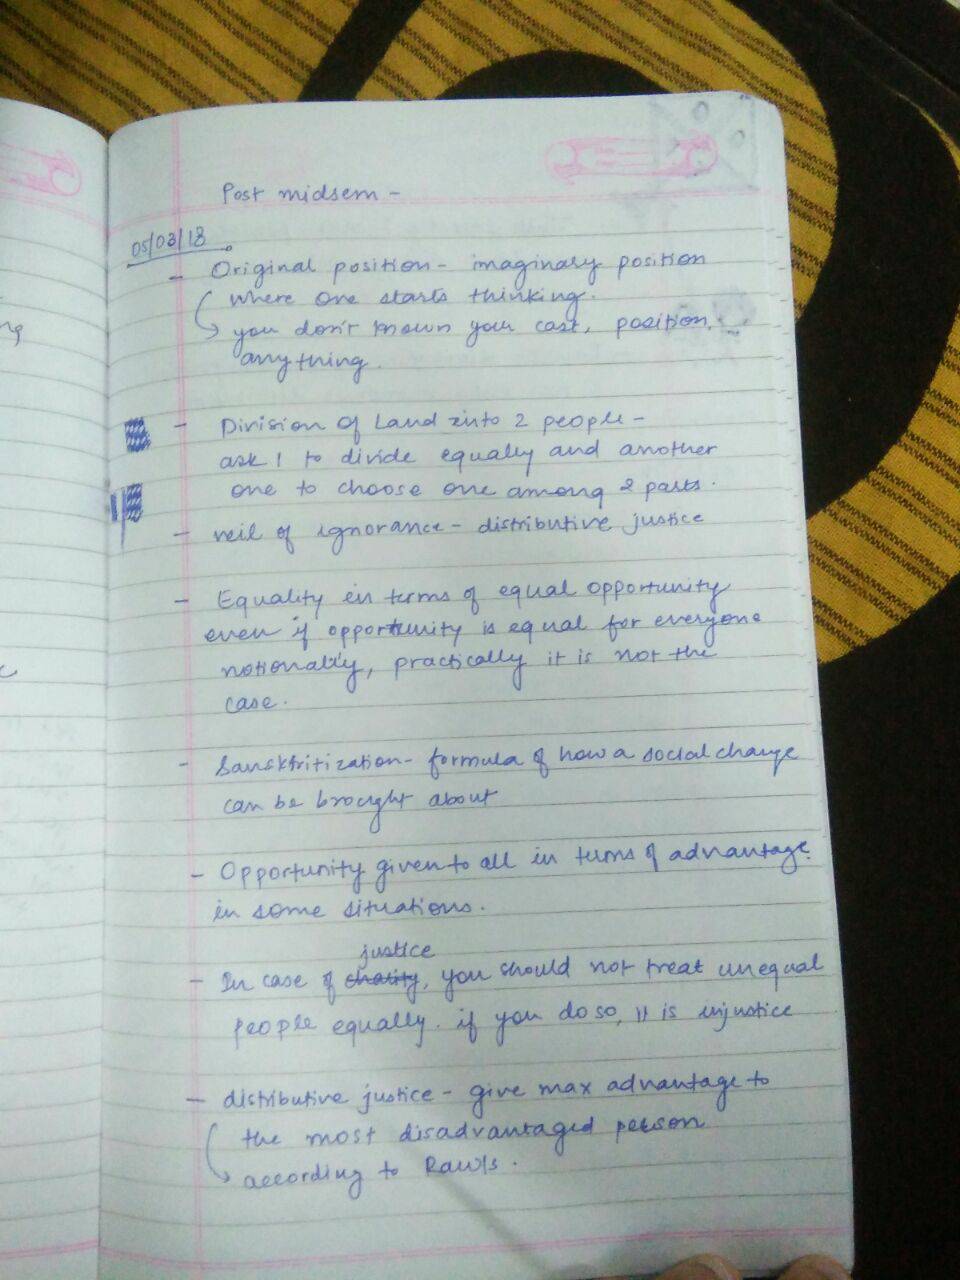 Post midsem -
05/03/18
- Original position - imaginary position
where one starts thinking.
you don't known your cast, position,
anything.
- Division of Land into 2 people -
ask 1 to divide equally and another
one to choose one among 2 parts.
- veil of ignorance - distributive justice
- Equality in terms of equal opportunity
even if opportunity is equal for everyone
notionally, practically it is not the
case.
- Sansktritization - formula of how a social change
can be brought about
- Opportunity given to all in terms of advantage
in some situations.
justice
- In case of charity, you should not treat unequal
people equally. if you do so, it is injustice
- distributive justice - give max advantage to
the most disadvantaged person
according to Rawls.